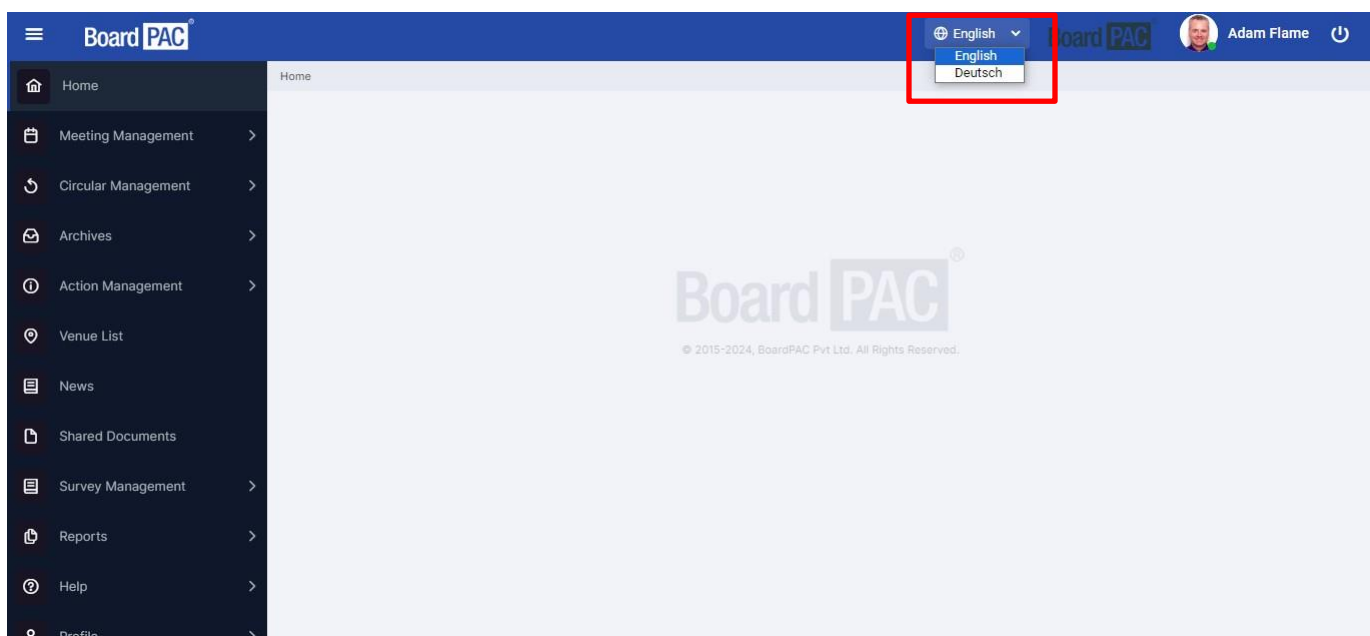 Board PAC®
English
Board PAC
Adam Flame
English
Deutsch
Home
Home
Meeting Management
Circular Management
Archives
Action Management
Venue List
News
Shared Documents
Survey Management
Reports
Help
Profile
Board PAC®
© 2015-2024, BoardPAC Pvt Ltd. All Rights Reserved.